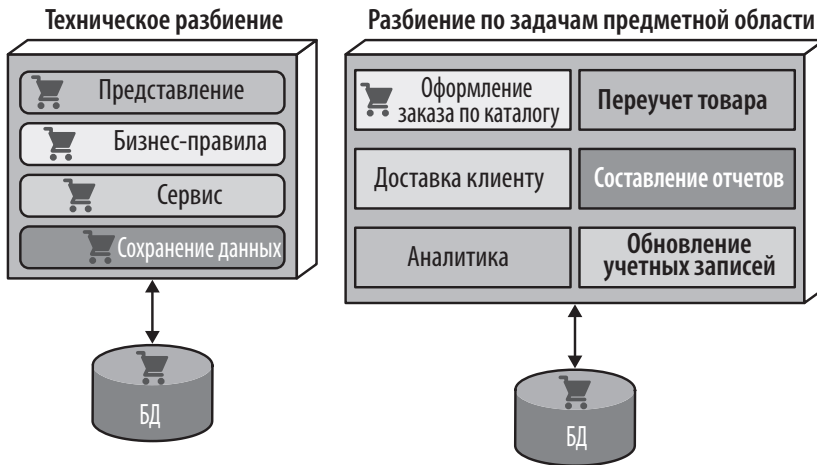 Техническое разбиение
Представление
Бизнес-правила
Сервис
Сохранение данных
БД
Разбиение по задачам предметной области
Оформление
заказа по каталогу
Переучет товара
Доставка клиенту
Составление отчетов
Аналитика
Обновление
учетных записей
БД